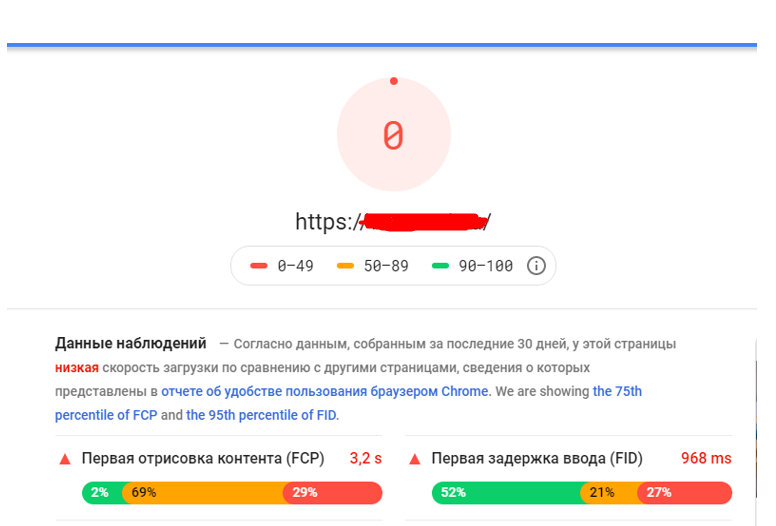 0
https://
0–49 50–89 90–100
Данные наблюдений — Согласно данным, собранным за последние 30 дней, у этой страницы
низкая скорость загрузки по сравнению с другими страницами, сведения о которых
представлены в отчете об удобстве пользования браузером Chrome. We are showing the 75th
percentile of FCP and the 95th percentile of FID.
Первая отрисовка контента (FCP) 3,2 s
2% 69% 29%
Первая задержка ввода (FID) 968 ms
52% 21% 27%